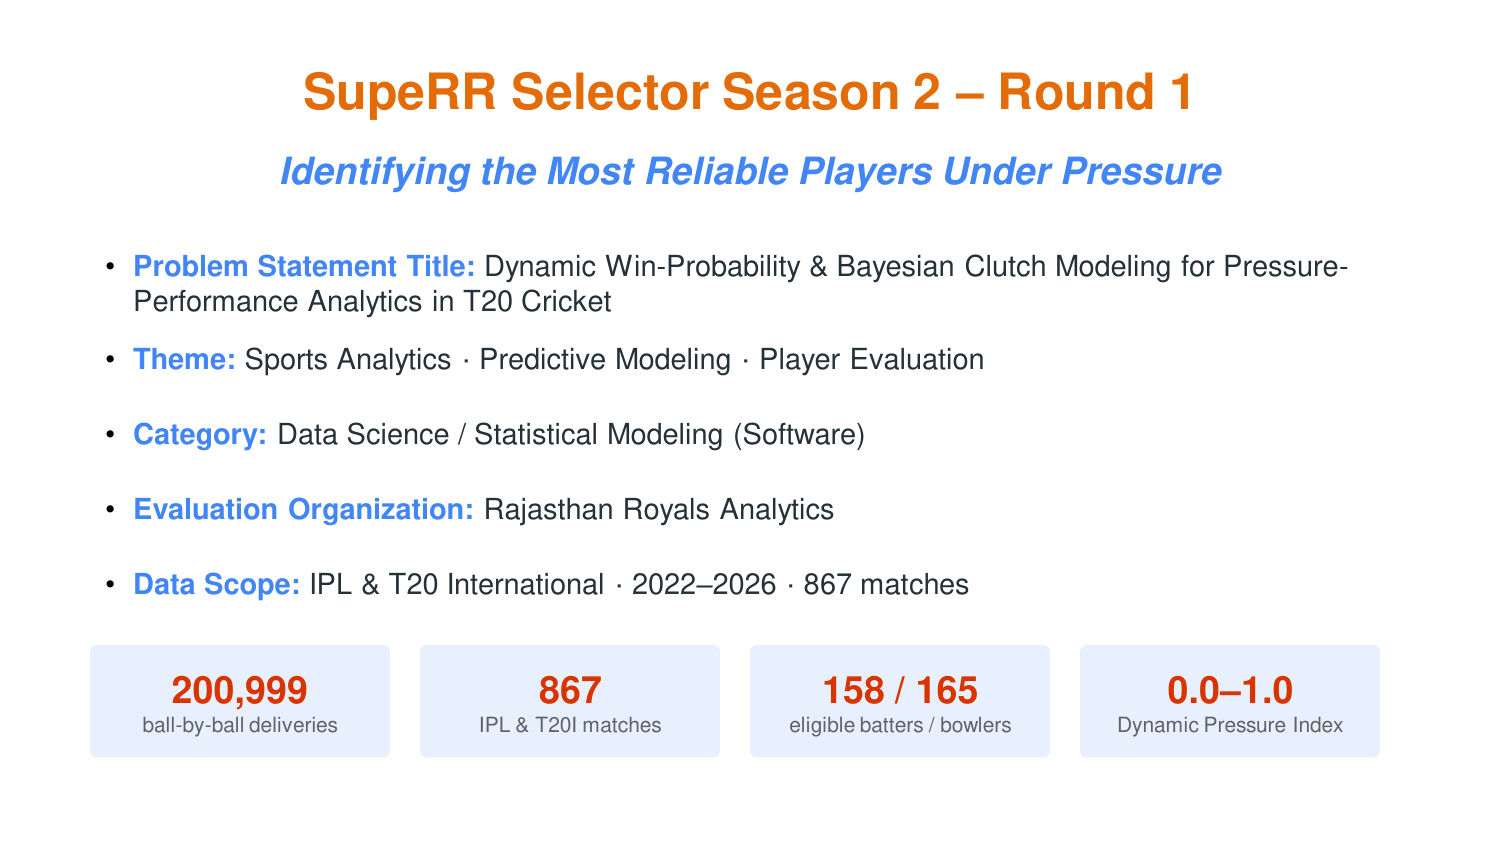 SupeRR Selector Season 2 – Round 1
Identifying the Most Reliable Players Under Pressure
• Problem Statement Title: Dynamic Win-Probability & Bayesian Clutch Modeling for Pressure-
Performance Analytics in T20 Cricket
• Theme: Sports Analytics · Predictive Modeling · Player Evaluation
• Category: Data Science / Statistical Modeling (Software)
• Evaluation Organization: Rajasthan Royals Analytics
• Data Scope: IPL & T20 International · 2022–2026 · 867 matches
200,999
ball-by-ball deliveries
867
IPL & T20I matches
158 / 165
eligible batters / bowlers
0.0–1.0
Dynamic Pressure Index